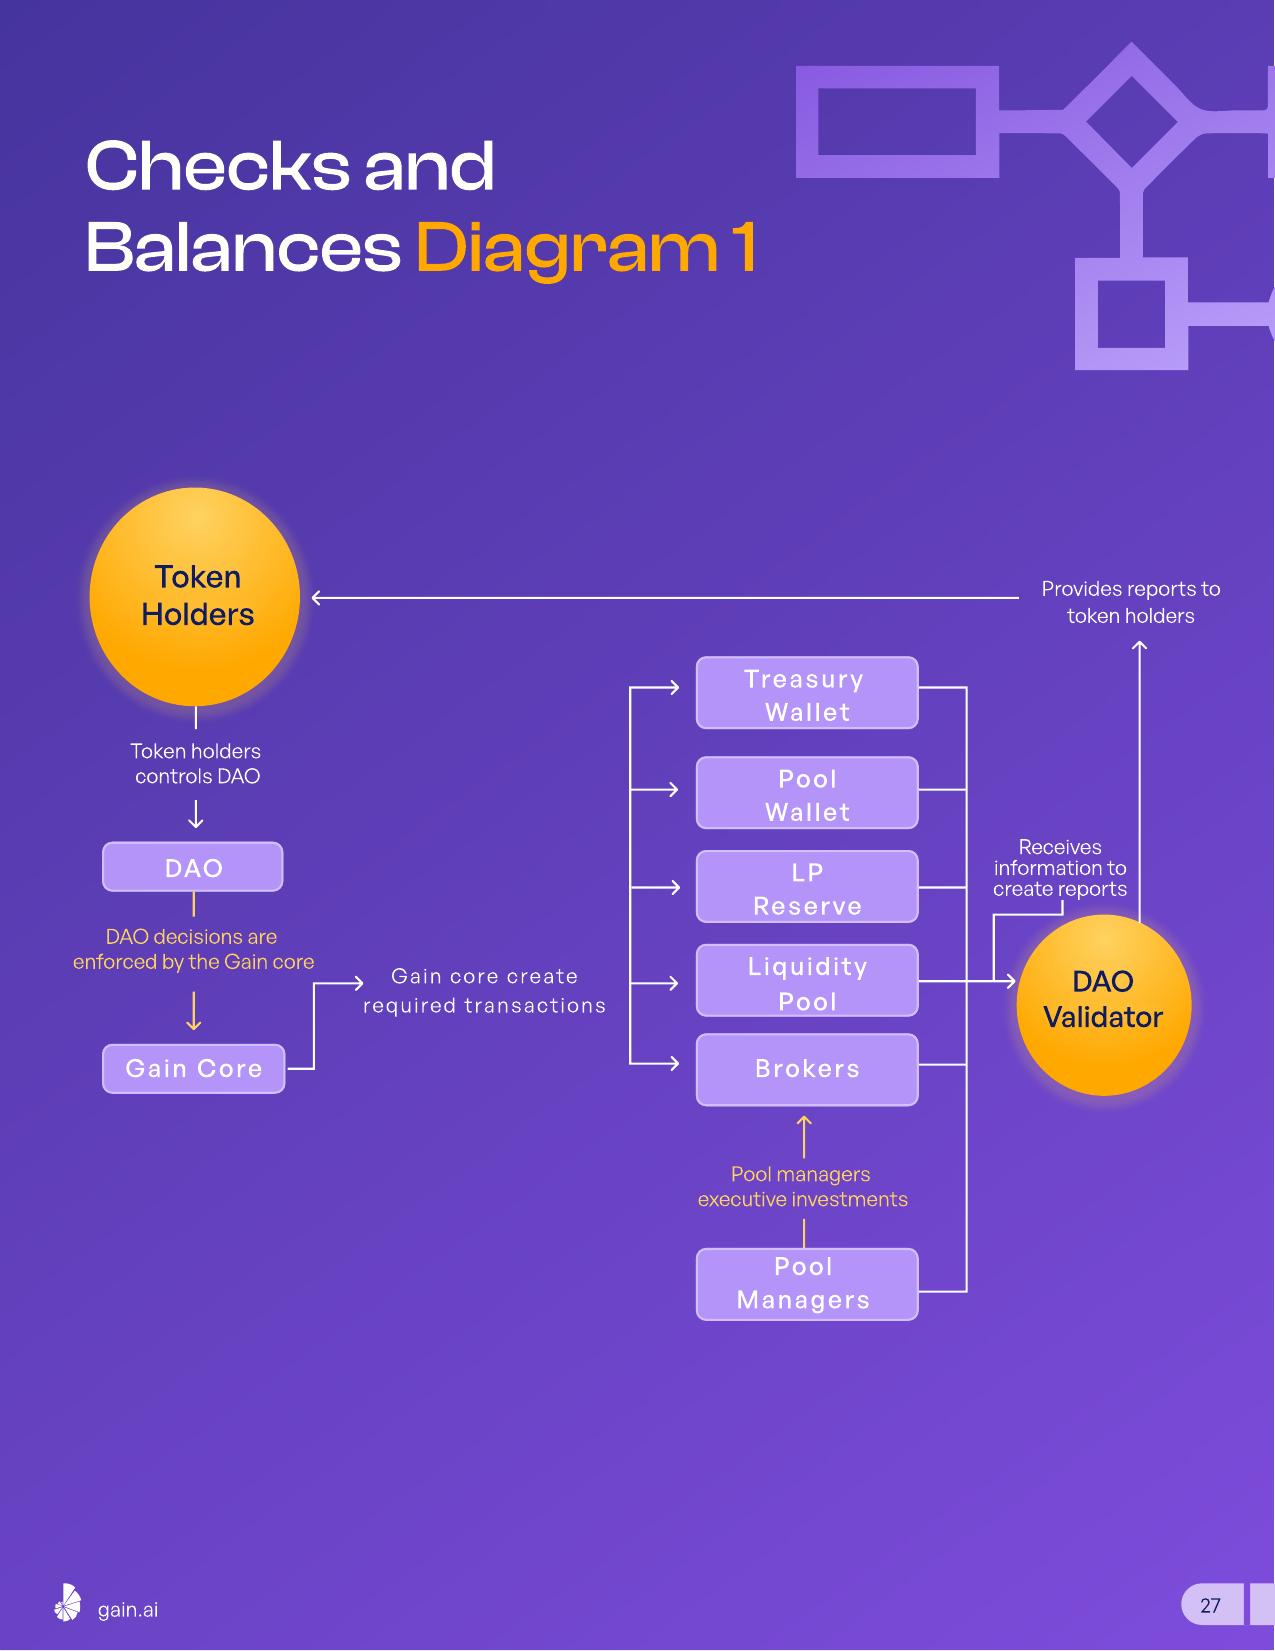 Checks and
Balances Diagram 1
Token
Holders
Provides reports to
token holders
Treasury
Wallet
Token holders
controls DAO
Pool
Wallet
DAO
LP
Reserve
Receives
information to
create reports
DAO decisions are
enforced by the Gain core
Gain core create
required transactions
Liquidity
Pool
DAO
Validator
Gain Core
Brokers
Pool managers
executive investments
Pool
Managers
gain.ai
27